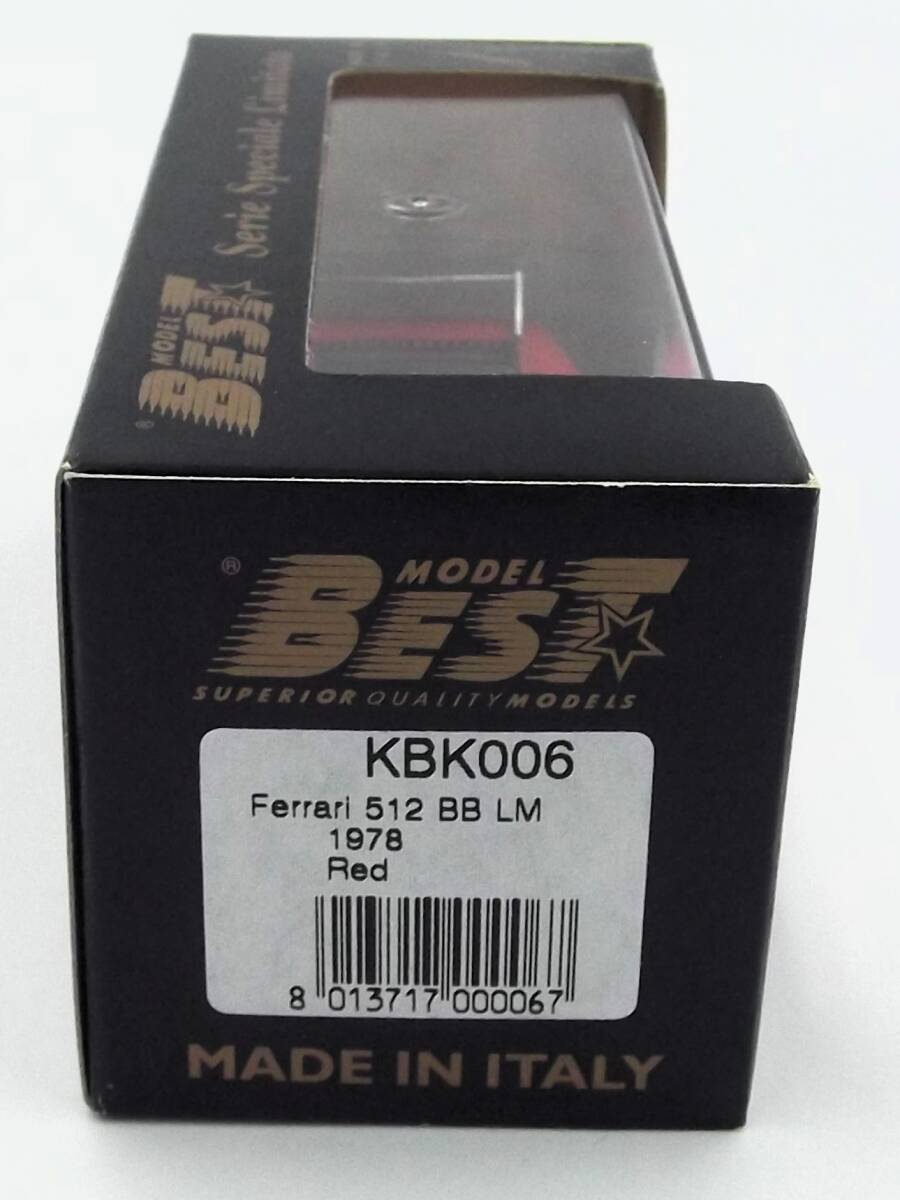 Serie Speciale Limitata
® MODEL
BEST
® MODEL
BEST
SUPERIOR QUALITY MODELS
KBK006
Ferrari 512 BB LM
1978
Red
8 013717 000067
MADE IN ITALY